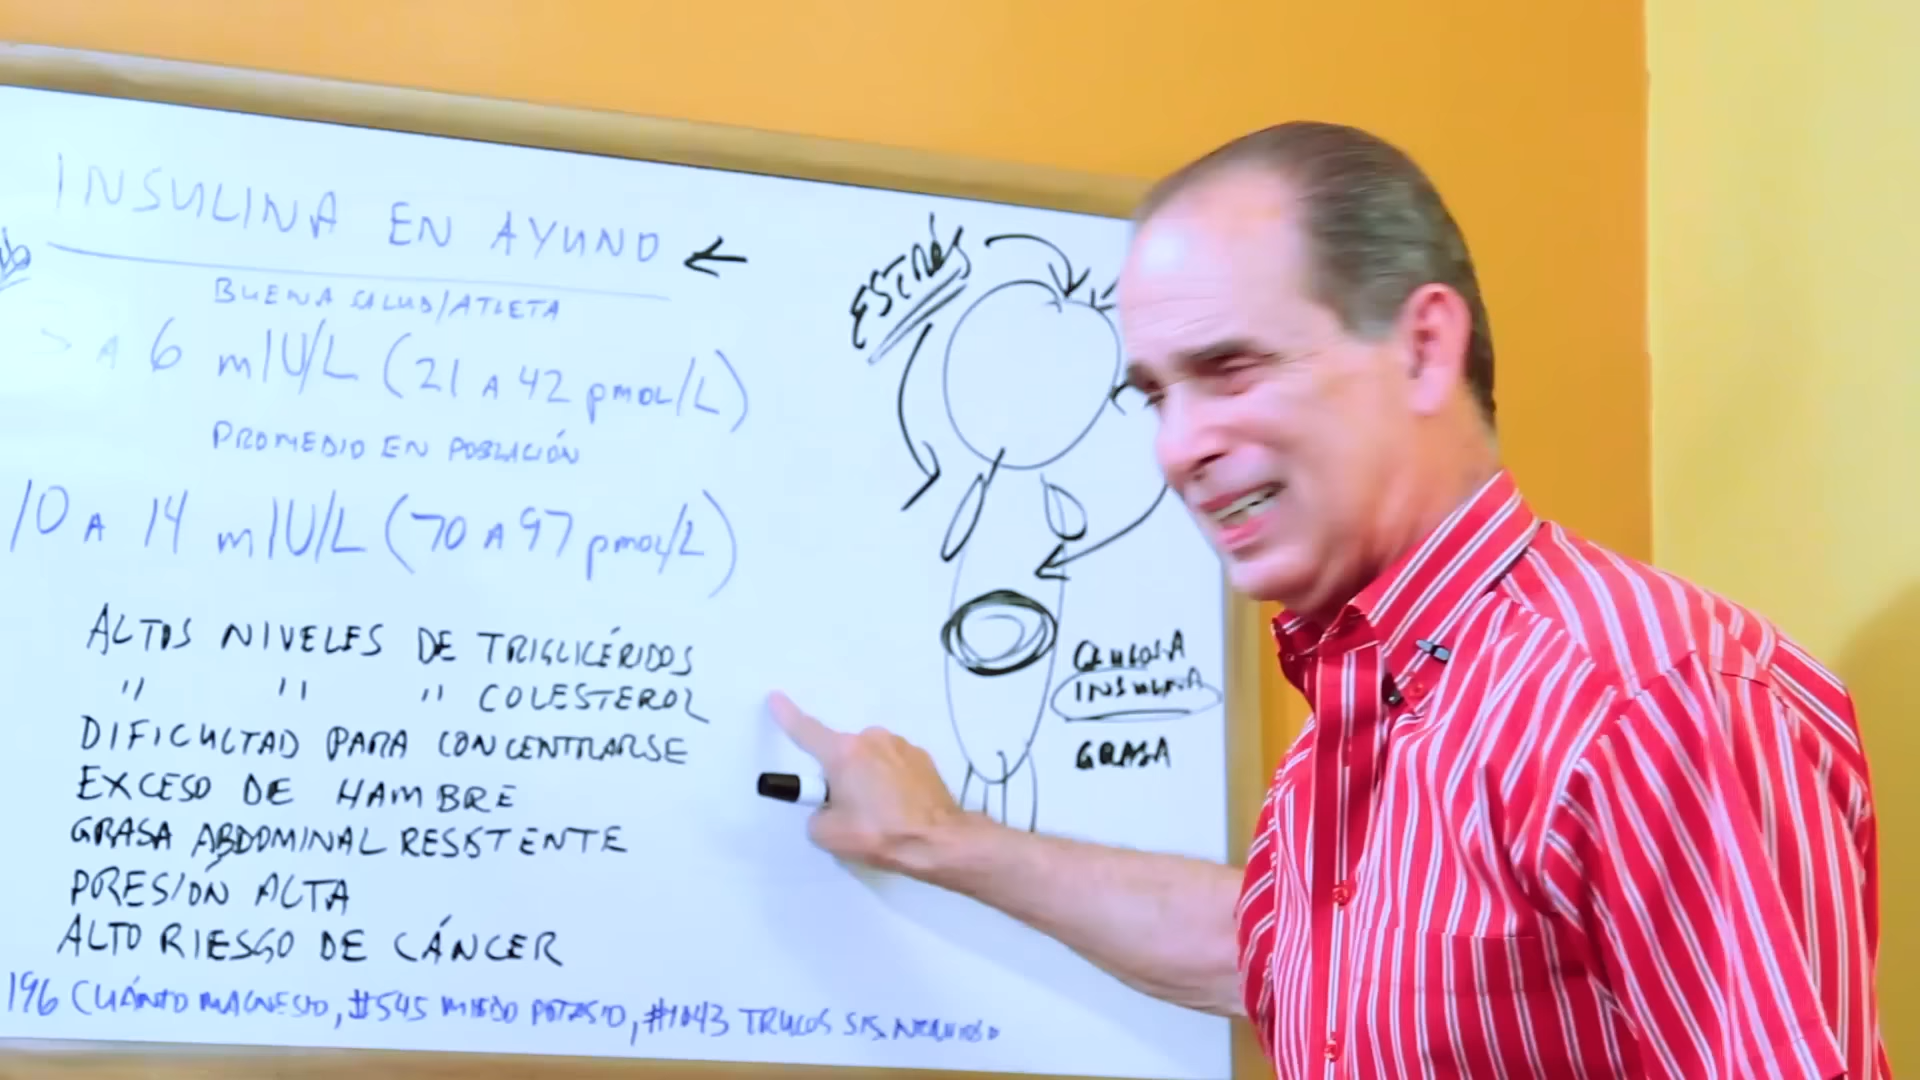 INSULINA EN AYUNO
BUENA SALUD/ATLETA
A 6 mIU/L (21 A 42 pmol/L)
PROMEDIO EN POBLACIÓN
10 A 14 mIU/L (70 A 97 pmol/L)
ALTOS NIVELES DE TRIGLICÉRIDOS
" " " COLESTEROL
DIFICULTAD PARA CONCENTRARSE
EXCESO DE HAMBRE
GRASA ABDOMINAL RESISTENTE
PRESIÓN ALTA
ALTO RIESGO DE CÁNCER
196 CUÁNTO MAGNESIO, #545 MIEDO POTASIO, #1043 TRUCOS SIS. NERVIOSO
ESTRÉS
GLUCOSA
INSULINA
GRASA